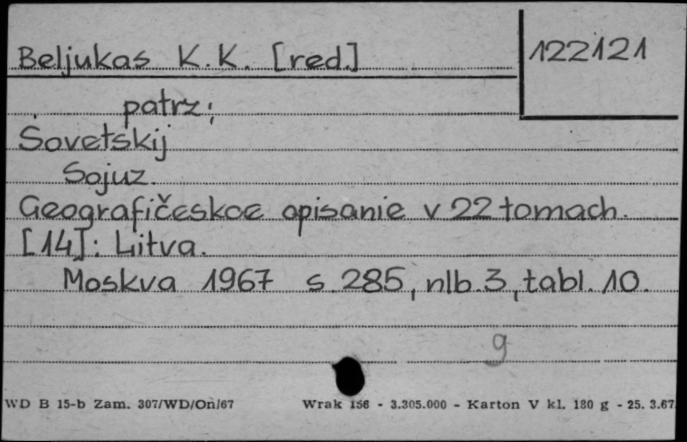 Beljukas K.K. [red.]
122121
patrz:
Sovetskij
Sojuz.
Geografičeskoe opisanie v 22 tomach.
[14]: Litva.
Moskva 1967 s. 285, nlb. 3, tabl. 10.
g
WD B 15-b Zam. 307/WD/On/67 Wrak 156 - 3.305.000 - Karton V kl. 180 g - 25. 3.67